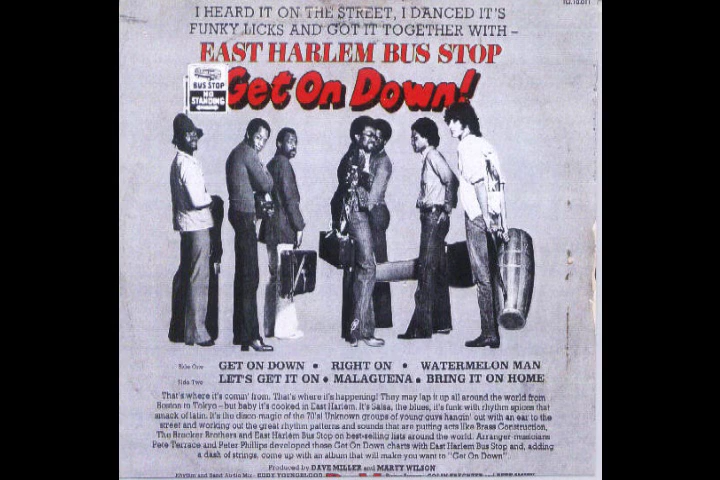 TD.10.011
I HEARD IT ON THE STREET, I DANCED IT'S
FUNKY LICKS AND GOT IT TOGETHER WITH –
EAST HARLEM BUS STOP
Get On Down!
BUS STOP
NO
STANDING
Side One GET ON DOWN • RIGHT ON • WATERMELON MAN
Side Two LET'S GET IT ON • MALAGUENA • BRING IT ON HOME
That's where it's comin' from. That's where it's happening! They may lap it up all around the world from
Boston to Tokyo – but baby it's cooked in East Harlem. It's Salsa, the blues, it's funk with rhythm spices that
smack of latin. It's the disco magic of the 70's! Unknown groups of young guys hangin' out with an ear to the
street and working out the great rhythm patterns and sounds that are putting acts like Brass Construction,
The Brecker Brothers and East Harlem Bus Stop on best-selling lists around the world. Arranger-musicians
Pete Terrace and Peter Phillips developed these Get On Down charts with East Harlem Bus Stop and, adding
a dash of strings, come up with an album that will make you want to "Get On Down".
Produced by DAVE MILLER and MARTY WILSON